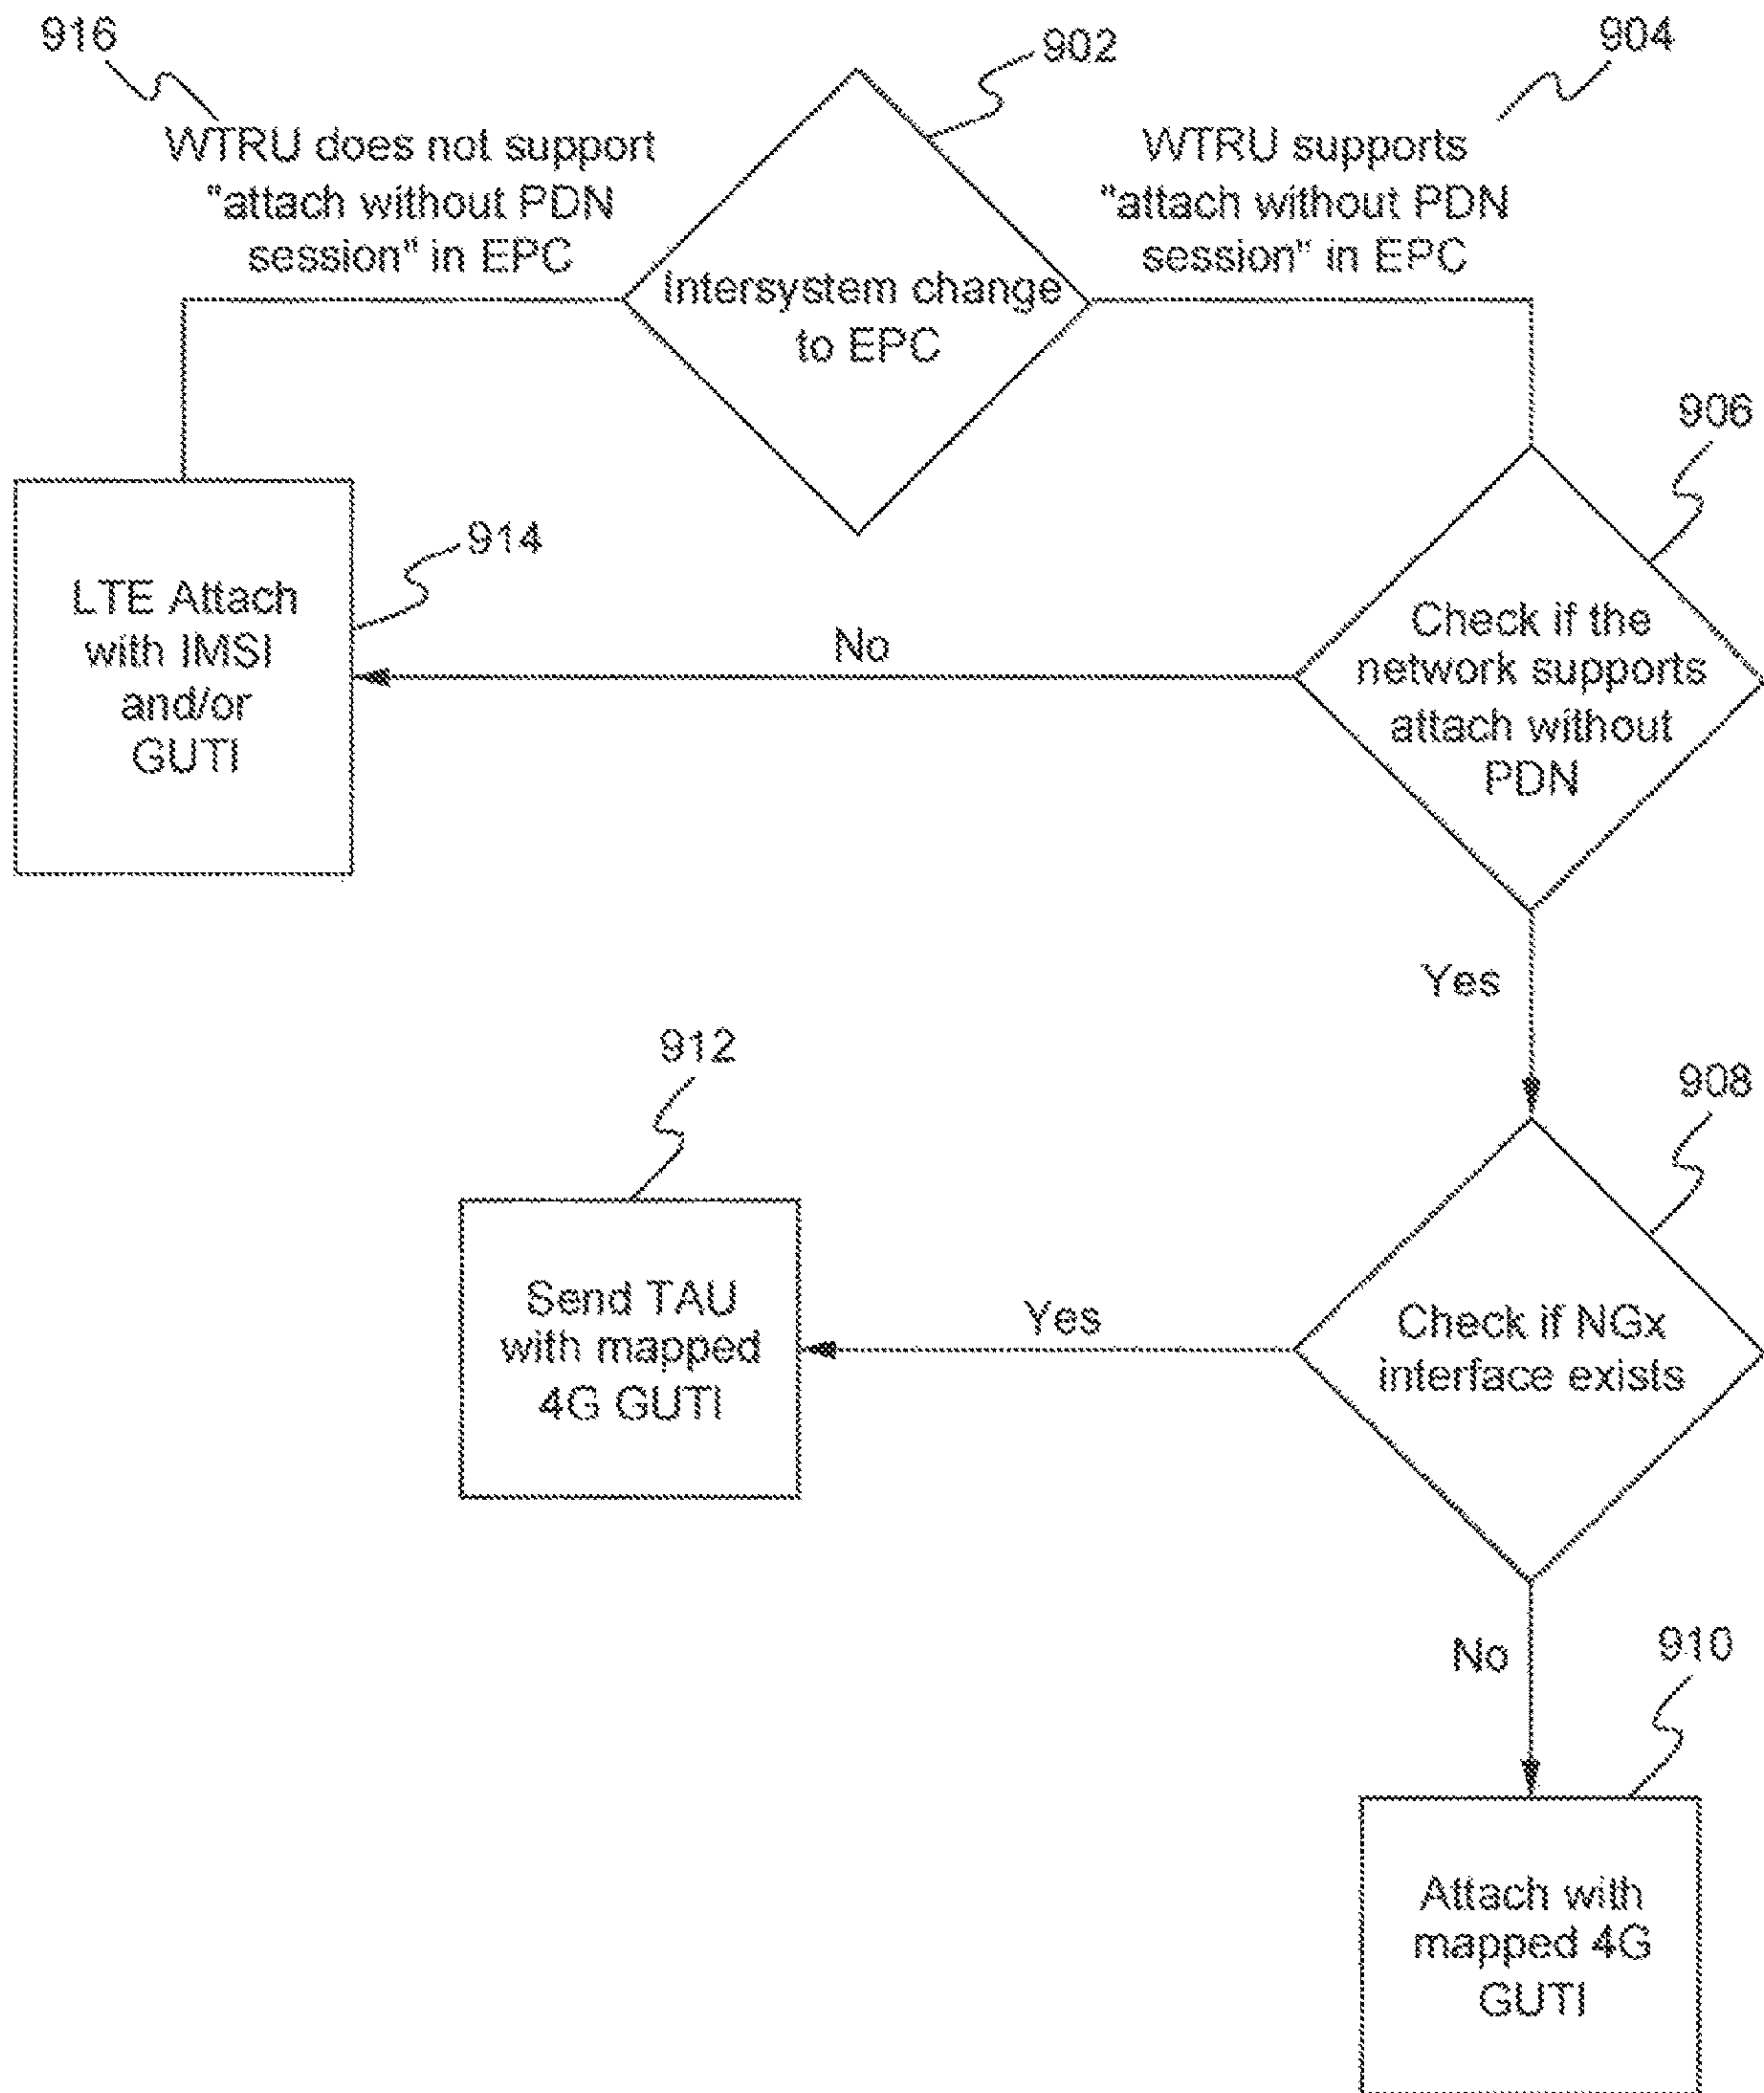 916
902
904
WTRU does not support
"attach without PDN
session" in EPC
WTRU supports
"attach without PDN
session" in EPC
Intersystem change
to EPC
906
914
LTE Attach
with IMSI
and/or
GUTI
No
Check if the
network supports
attach without
PDN
Yes
912
908
Send TAU
with mapped
4G GUTI
Yes
Check if NGx
interface exists
No
910
Attach with
mapped 4G
GUTI